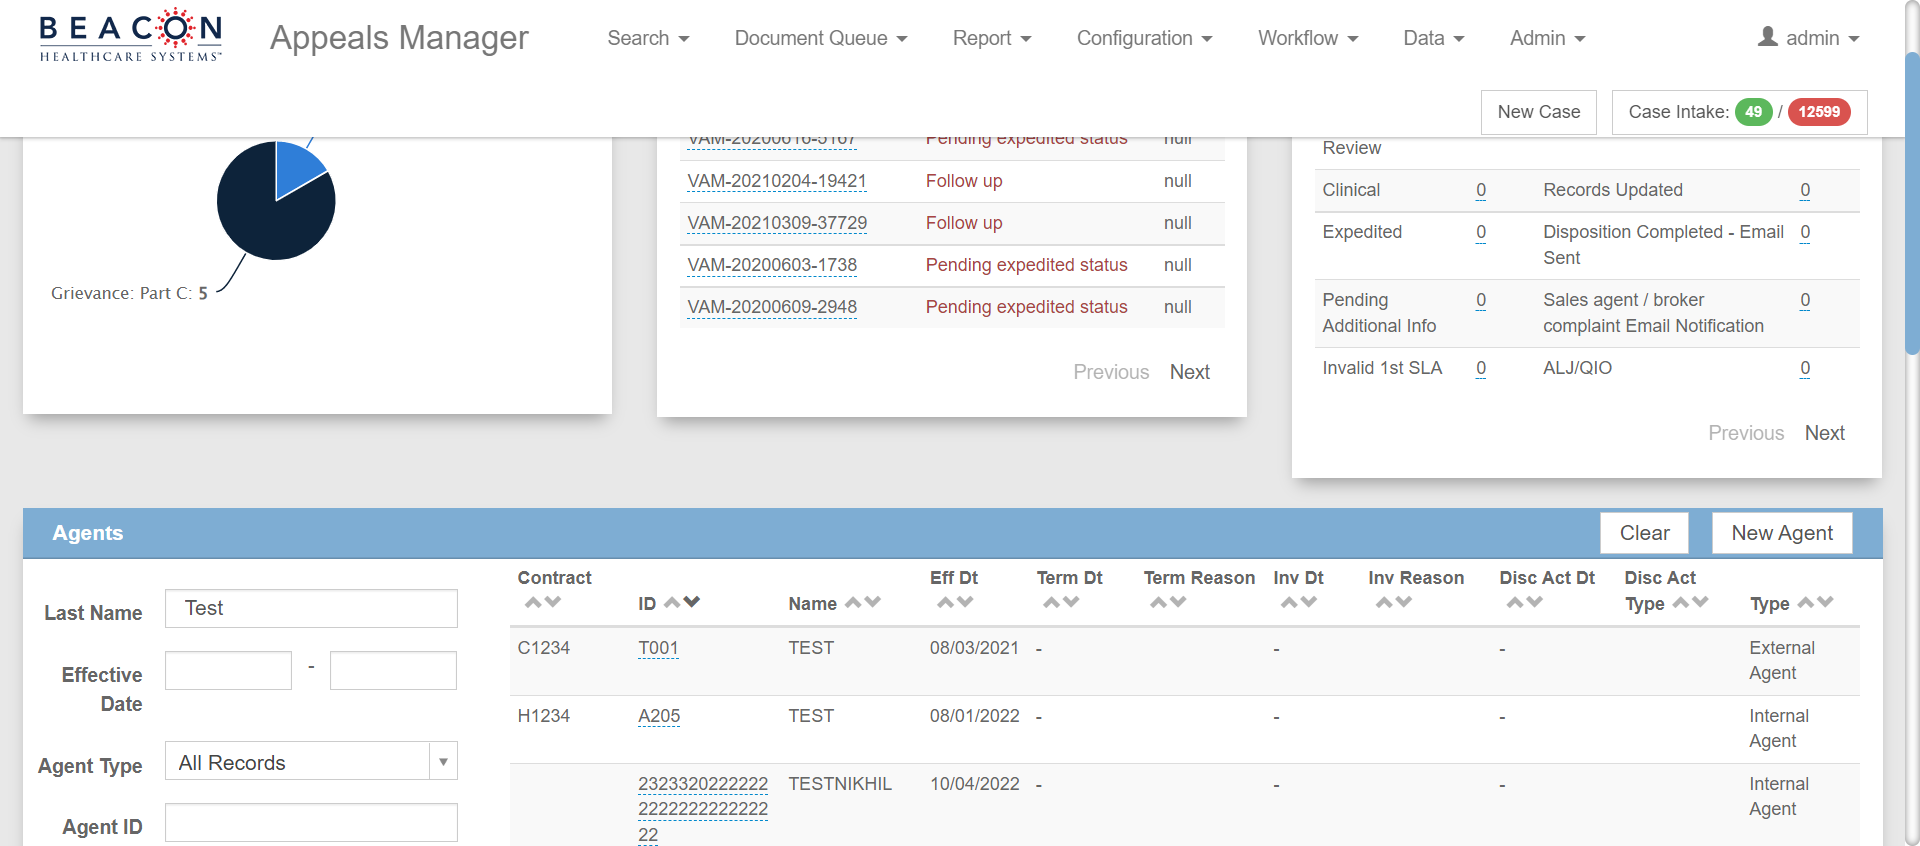 BEACON
HEALTHCARE SYSTEMS™
Appeals Manager
Search
Document Queue
Report
Configuration
Workflow
Data
Admin
admin
New Case
Case Intake: 49 / 12599
Grievance: Part C: 5
VAM-20200616-5167 Pending expedited status null
VAM-20210204-19421 Follow up null
VAM-20210309-37729 Follow up null
VAM-20200603-1738 Pending expedited status null
VAM-20200609-2948 Pending expedited status null
Previous Next
Review
Clinical 0 Records Updated 0
Expedited 0 Disposition Completed - Email 0
Sent
Pending 0 Sales agent / broker 0
Additional Info complaint Email Notification
Invalid 1st SLA 0 ALJ/QIO 0
Previous Next
Agents
Clear
New Agent
Last Name Test
Effective -
Date
Agent Type All Records
Agent ID
Contract Eff Dt Term Dt Term Reason Inv Dt Inv Reason Disc Act Dt Disc Act
ID Name Type Type
C1234 T001 TEST 08/03/2021 - - - External
Agent
H1234 A205 TEST 08/01/2022 - - - Internal
Agent
2323320222222 TESTNIKHIL 10/04/2022 - - - Internal
2222222222222 Agent
22